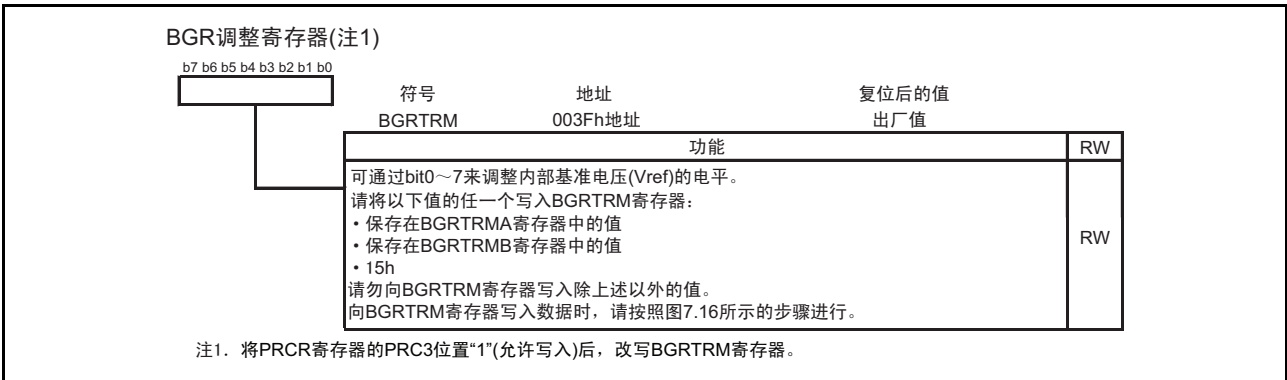 BGR调整寄存器(注1)
b7 b6 b5 b4 b3 b2 b1 b0
符号 地址 复位后的值
BGRTRM 003Fh地址 出厂值
功能 RW
可通过bit0～7来调整内部基准电压(Vref)的电平。
请将以下值的任一个写入BGRTRM寄存器：
・保存在BGRTRMA寄存器中的值
・保存在BGRTRMB寄存器中的值
・15h
请勿向BGRTRM寄存器写入除上述以外的值。
向BGRTRM寄存器写入数据时，请按照图7.16所示的步骤进行。
RW
注1. 将PRCR寄存器的PRC3位置“1”(允许写入)后，改写BGRTRM寄存器。